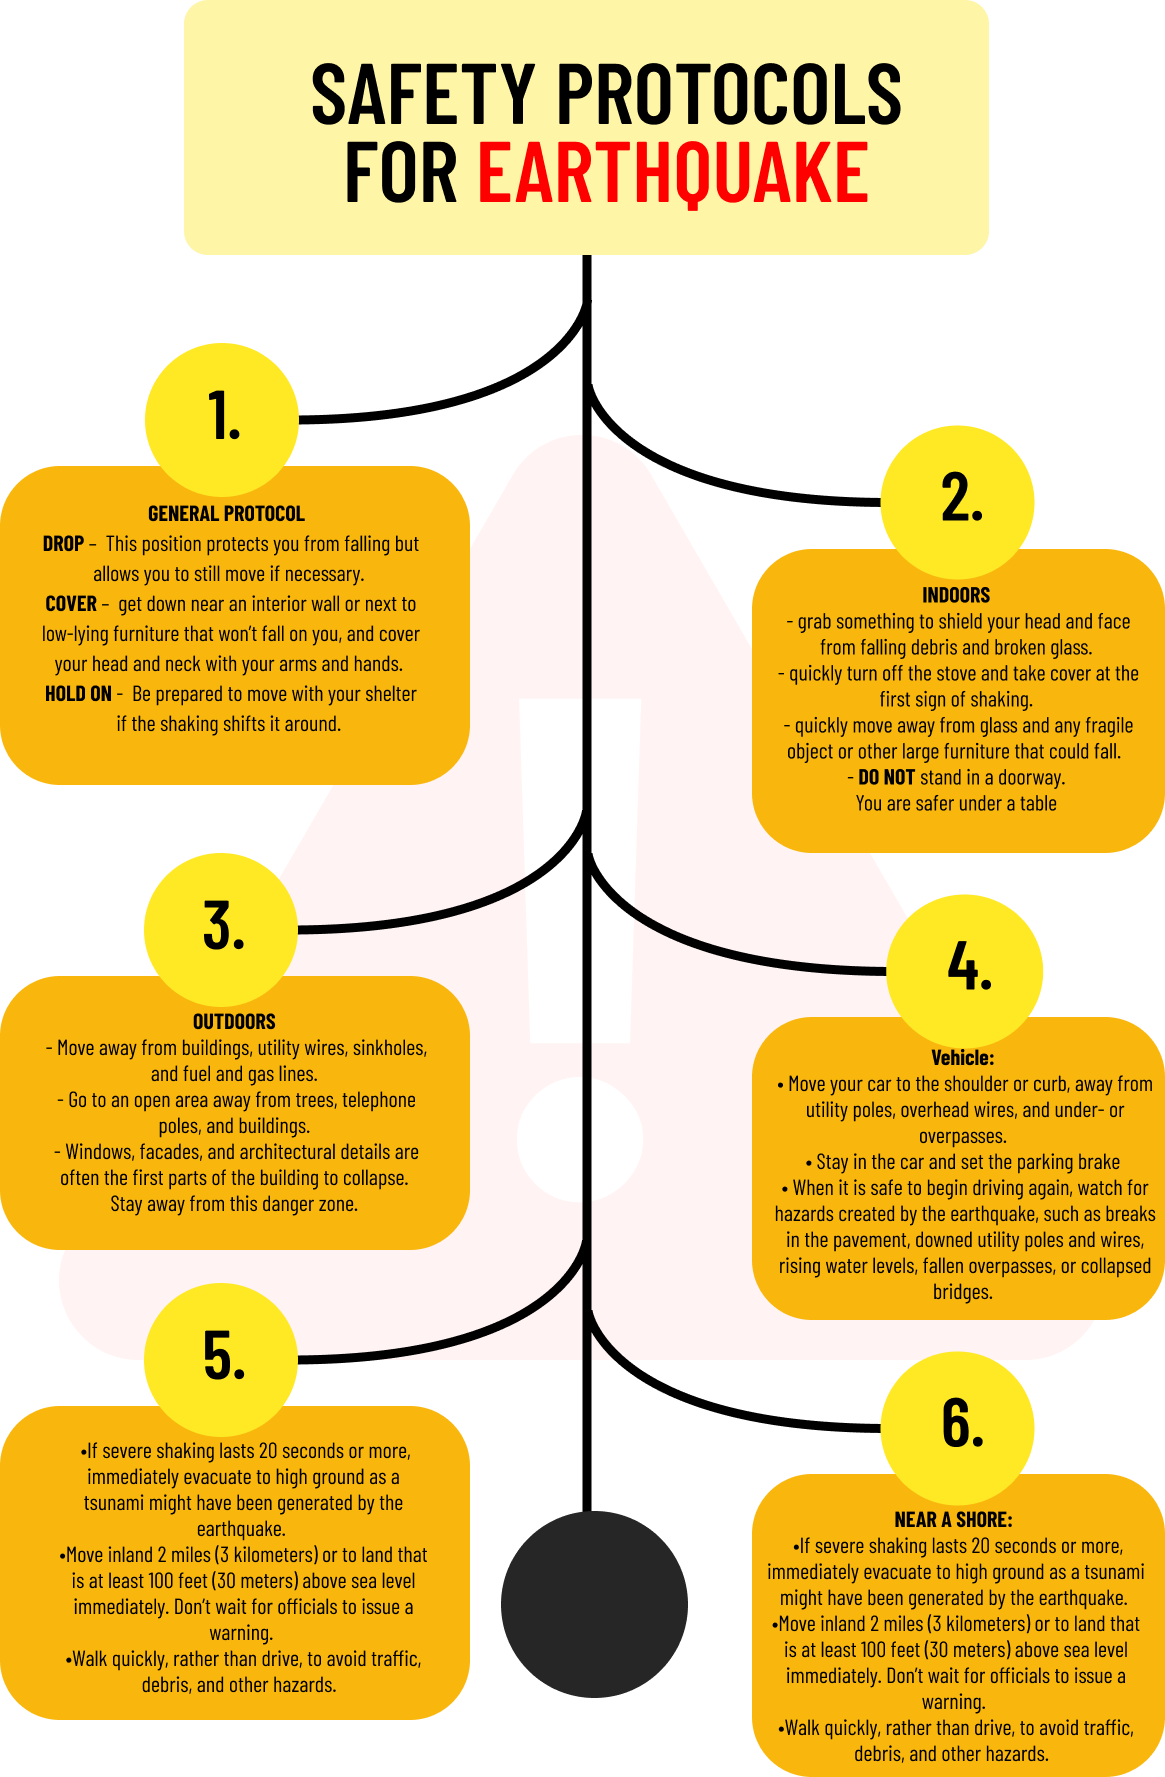 SAFETY PROTOCOLS
FOR EARTHQUAKE
1.
GENERAL PROTOCOL
DROP – This position protects you from falling but
allows you to still move if necessary.
COVER – get down near an interior wall or next to
low-lying furniture that won't fall on you, and cover
your head and neck with your arms and hands.
HOLD ON - Be prepared to move with your shelter
if the shaking shifts it around.
2.
INDOORS
- grab something to shield your head and face
from falling debris and broken glass.
- quickly turn off the stove and take cover at the
first sign of shaking.
- quickly move away from glass and any fragile
object or other large furniture that could fall.
- DO NOT stand in a doorway.
You are safer under a table
3.
OUTDOORS
- Move away from buildings, utility wires, sinkholes,
and fuel and gas lines.
- Go to an open area away from trees, telephone
poles, and buildings.
- Windows, facades, and architectural details are
often the first parts of the building to collapse.
Stay away from this danger zone.
4.
Vehicle:
• Move your car to the shoulder or curb, away from
utility poles, overhead wires, and under- or
overpasses.
• Stay in the car and set the parking brake
• When it is safe to begin driving again, watch for
hazards created by the earthquake, such as breaks
in the pavement, downed utility poles and wires,
rising water levels, fallen overpasses, or collapsed
bridges.
5.
•If severe shaking lasts 20 seconds or more,
immediately evacuate to high ground as a
tsunami might have been generated by the
earthquake.
•Move inland 2 miles (3 kilometers) or to land that
is at least 100 feet (30 meters) above sea level
immediately. Don't wait for officials to issue a
warning.
•Walk quickly, rather than drive, to avoid traffic,
debris, and other hazards.
6.
NEAR A SHORE:
•If severe shaking lasts 20 seconds or more,
immediately evacuate to high ground as a tsunami
might have been generated by the earthquake.
•Move inland 2 miles (3 kilometers) or to land that
is at least 100 feet (30 meters) above sea level
immediately. Don't wait for officials to issue a
warning.
•Walk quickly, rather than drive, to avoid traffic,
debris, and other hazards.